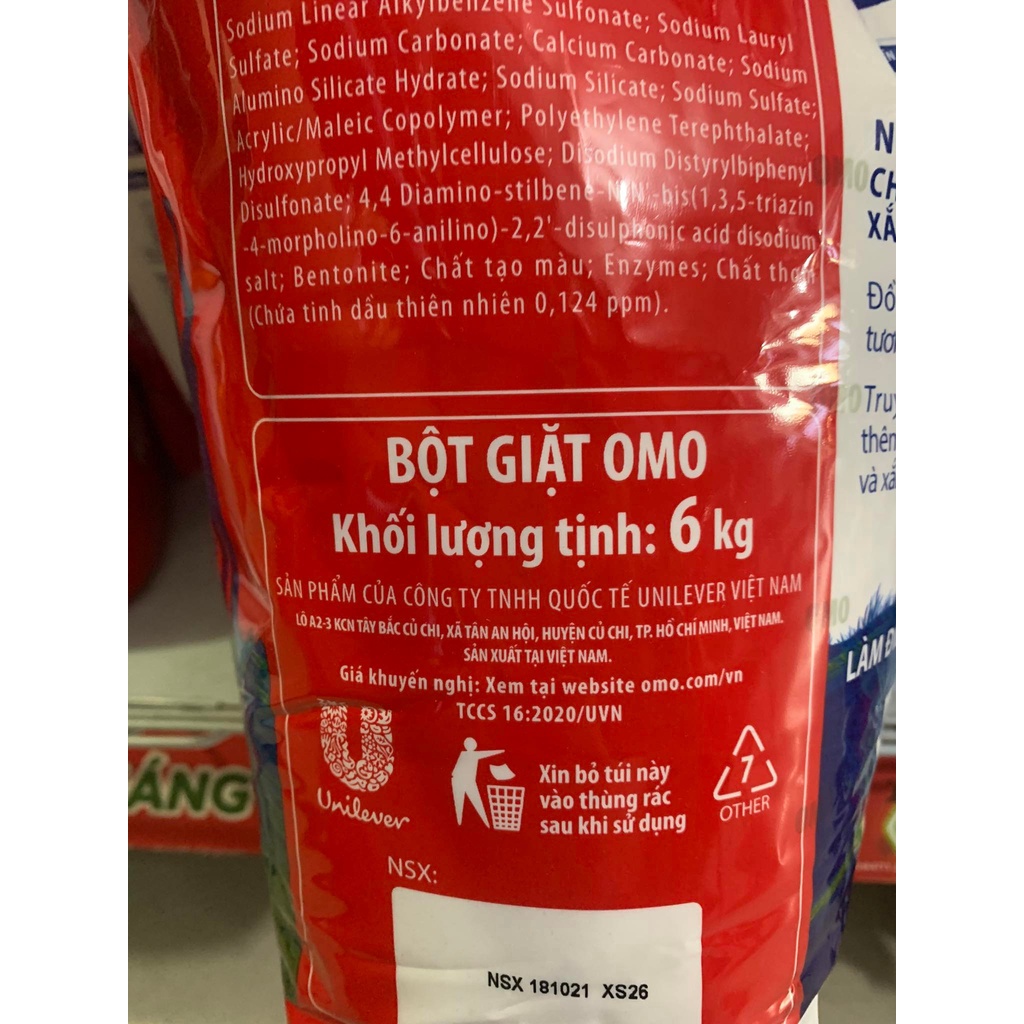 Sodium Linear Alkylbenzene Sulfonate; Sodium Lauryl
Sulfate; Sodium Carbonate; Calcium Carbonate; Sodium
Alumino Silicate Hydrate; Sodium Silicate; Sodium Sulfate;
Acrylic/Maleic Copolymer; Polyethylene Terephthalate;
Hydroxypropyl Methylcellulose; Disodium Distyrylbiphenyl
Disulfonate; 4,4 Diamino-stilbene-N,N'-bis(1,3,5-triazin
-4-morpholino-6-anilino)-2,2'-disulphonic acid disodium
salt; Bentonite; Chất tạo màu; Enzymes; Chất thơm
(Chứa tinh dầu thiên nhiên 0,124 ppm).
BỘT GIẶT OMO
Khối lượng tịnh: 6 kg
SẢN PHẨM CỦA CÔNG TY TNHH QUỐC TẾ UNILEVER VIỆT NAM
LÔ A2-3 KCN TÂY BẮC CỦ CHI, XÃ TÂN AN HỘI, HUYỆN CỦ CHI, TP. HỒ CHÍ MINH, VIỆT NAM.
SẢN XUẤT TẠI VIỆT NAM.
Giá khuyến nghị: Xem tại website omo.com/vn
TCCS 16:2020/UVN
Unilever
Xin bỏ túi này
vào thùng rác
sau khi sử dụng
7
OTHER
NSX:
NSX 181021 XS26
ÁNG
OMO
Đồ
và
LÀM